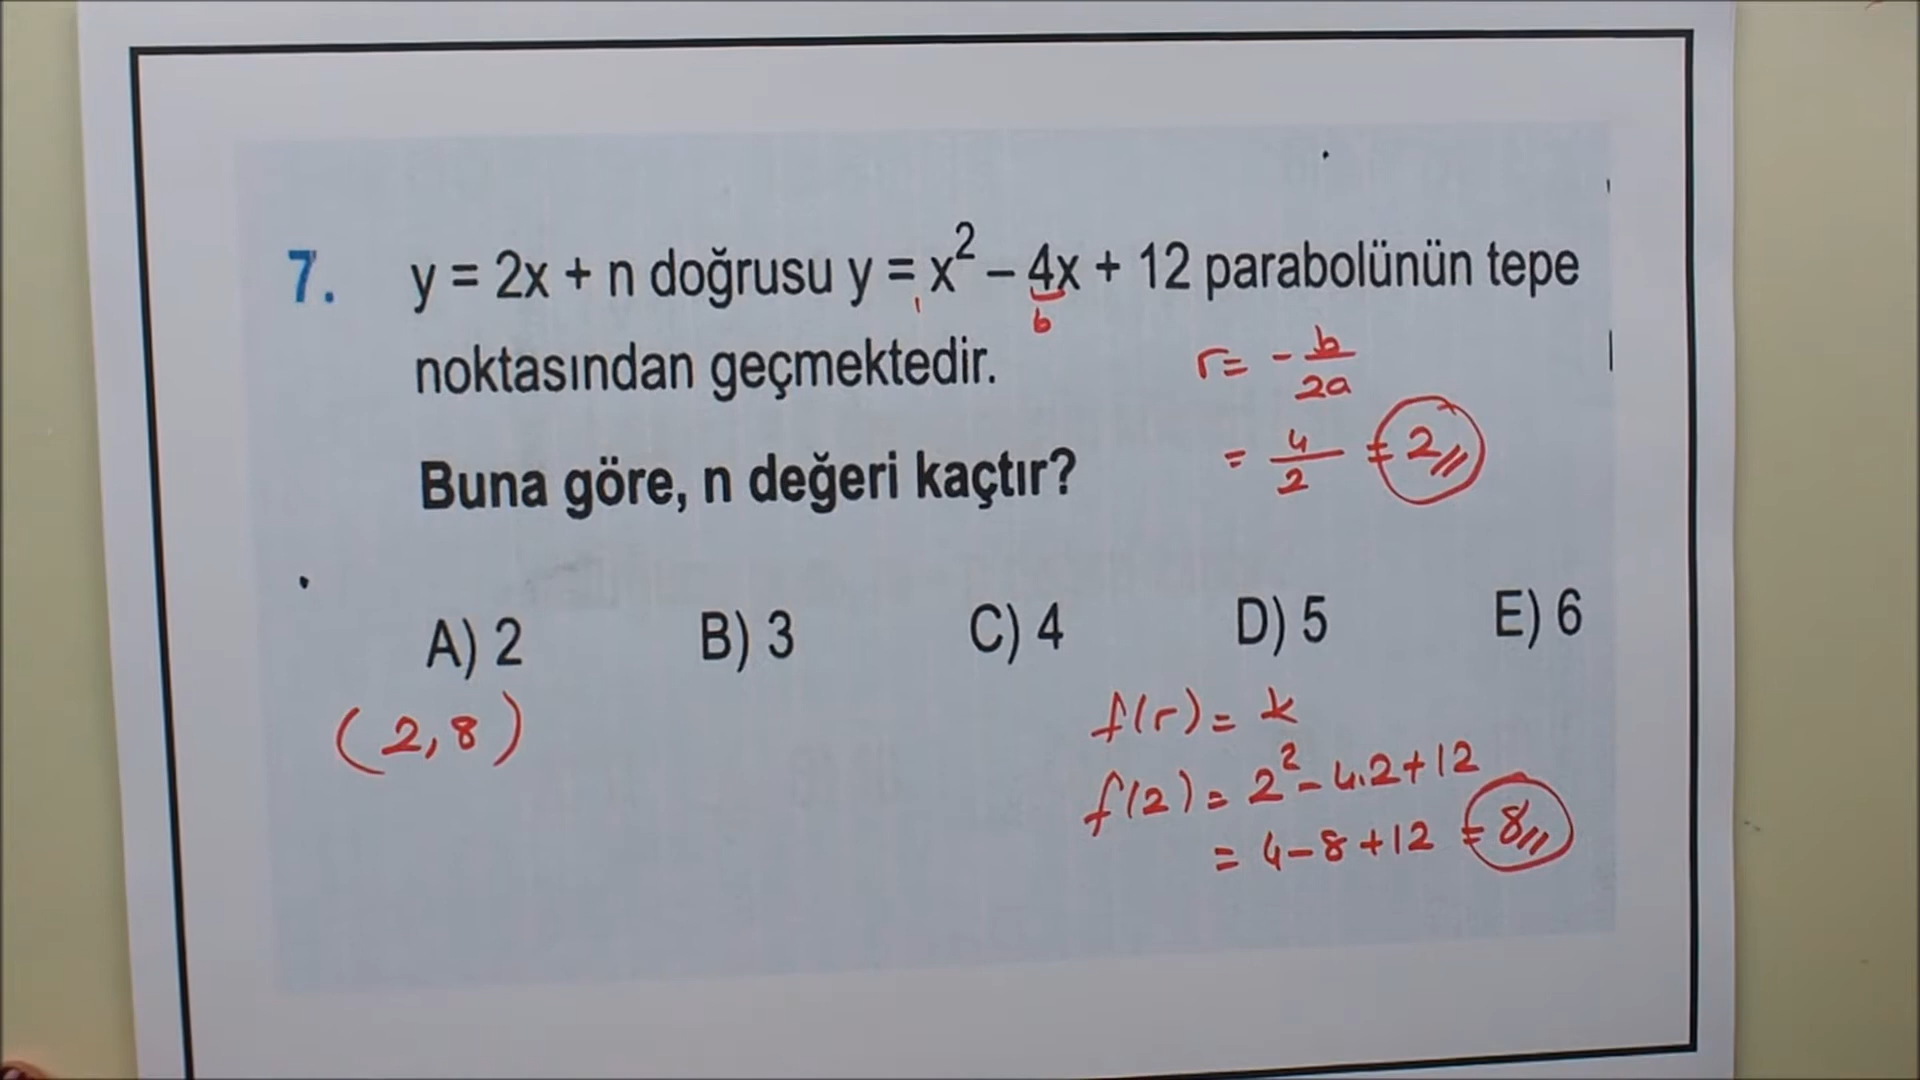 7. y = 2x + n doğrusu y = x² – 4x + 12 parabolünün tepe
1 b
noktasından geçmektedir.
r = - b/2a
= 4/2 = 2
Buna göre, n değeri kaçtır?
A) 2 B) 3 C) 4 D) 5 E) 6
(2,8)
f(r) = k
f(2) = 2² - 4.2 + 12
= 4 - 8 + 12 = 8